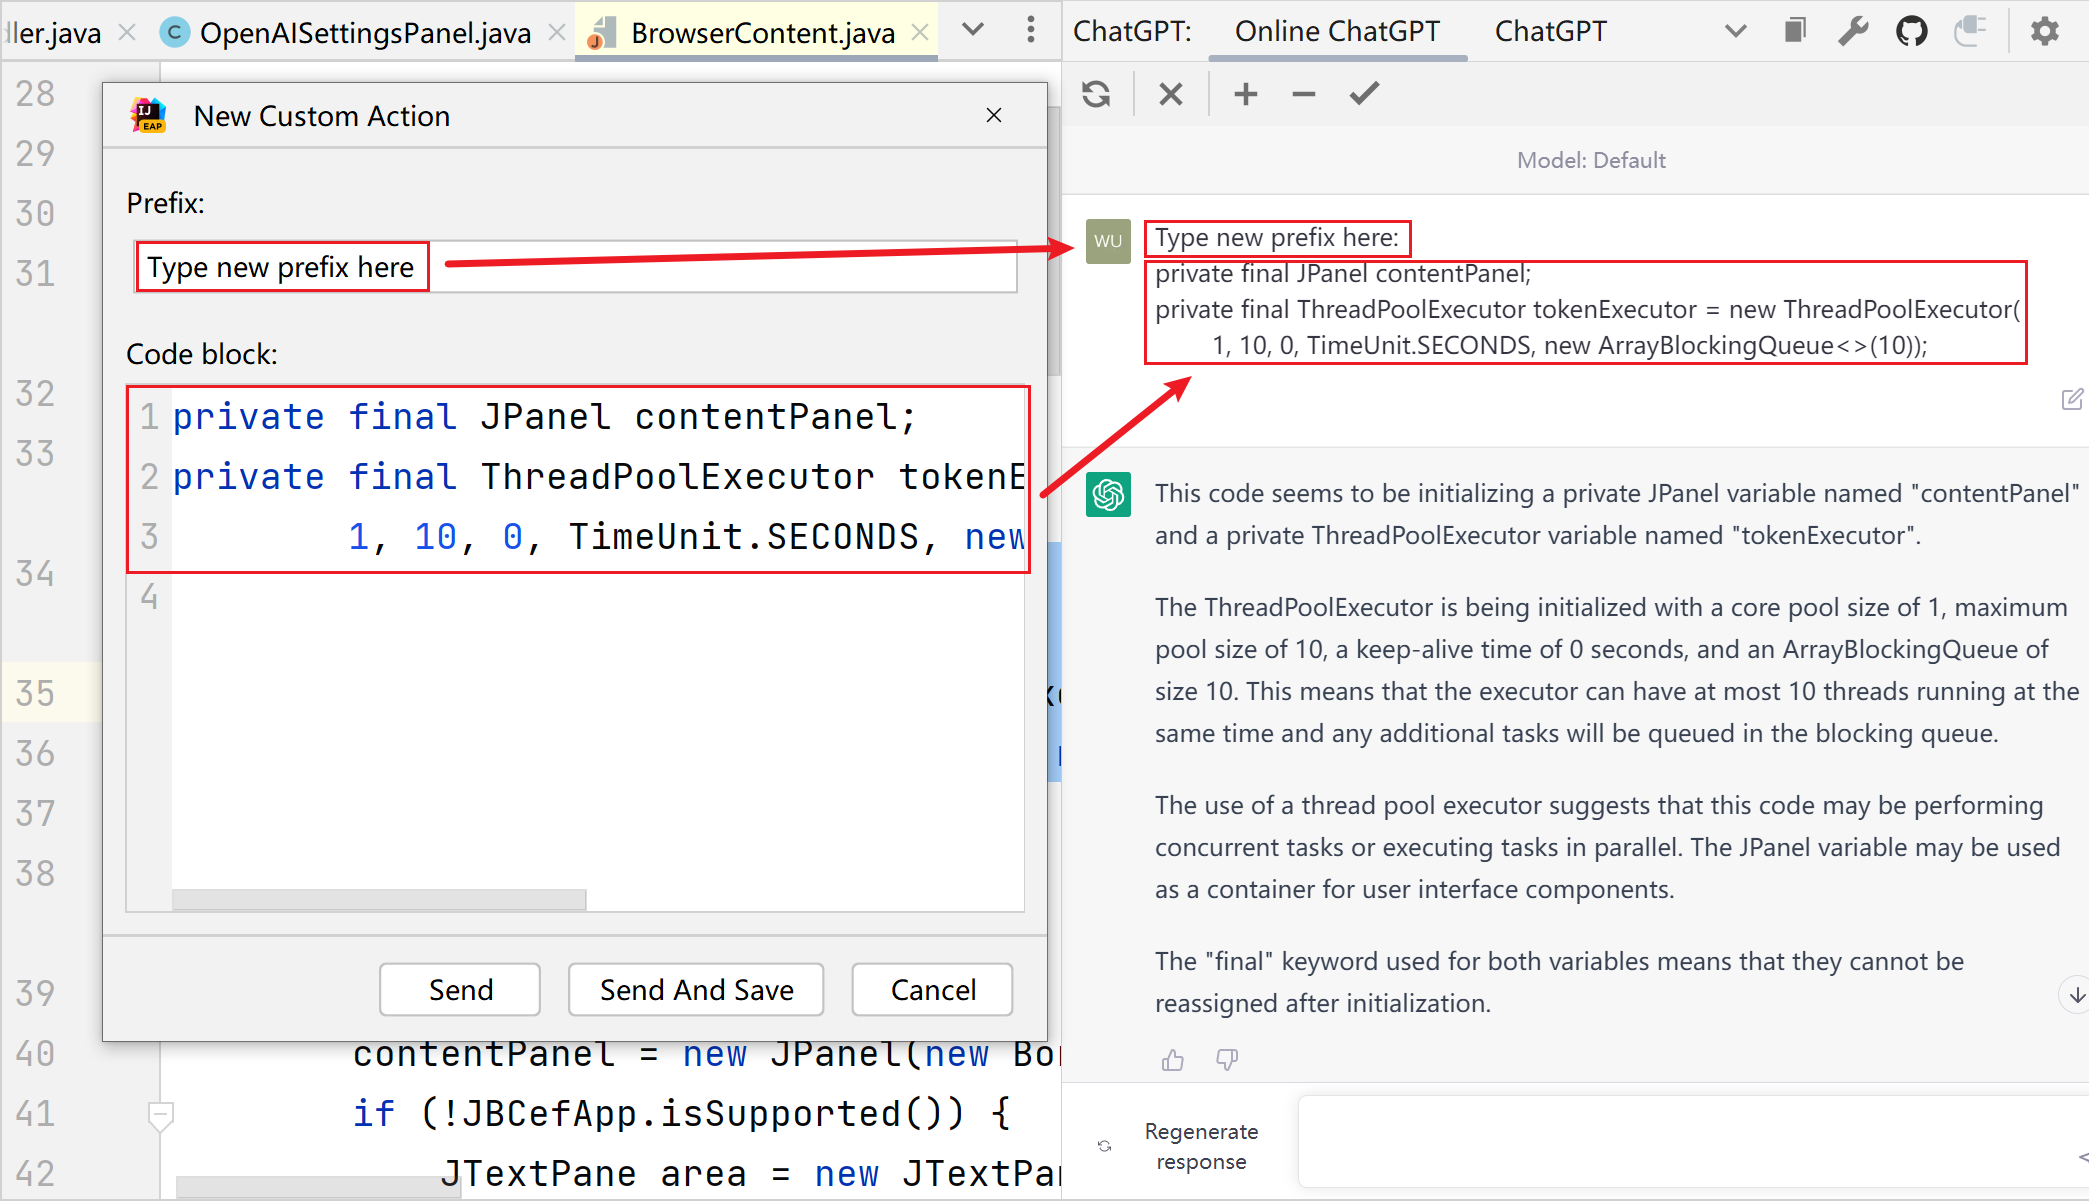 ller.java
C OpenAISettingsPanel.java
BrowserContent.java
ChatGPT:
Online ChatGPT
ChatGPT
28
29
30
31
32
33
34
35
36
37
38
39
40
41
42
IJ
EAP
New Custom Action
Prefix:
Type new prefix here
Code block:
1 private final JPanel contentPanel;
2 private final ThreadPoolExecutor tokenE
3 1, 10, 0, TimeUnit.SECONDS, new
4
Send
Send And Save
Cancel
contentPanel = new JPanel(new Bor
if (!JBCefApp.isSupported()) {
JTextPane area = new JTextPan
Model: Default
WU
Type new prefix here:
private final JPanel contentPanel;
private final ThreadPoolExecutor tokenExecutor = new ThreadPoolExecutor(
1, 10, 0, TimeUnit.SECONDS, new ArrayBlockingQueue<>(10));
This code seems to be initializing a private JPanel variable named "contentPanel"
and a private ThreadPoolExecutor variable named "tokenExecutor".
The ThreadPoolExecutor is being initialized with a core pool size of 1, maximum
pool size of 10, a keep-alive time of 0 seconds, and an ArrayBlockingQueue of
size 10. This means that the executor can have at most 10 threads running at the
same time and any additional tasks will be queued in the blocking queue.
The use of a thread pool executor suggests that this code may be performing
concurrent tasks or executing tasks in parallel. The JPanel variable may be used
as a container for user interface components.
The "final" keyword used for both variables means that they cannot be
reassigned after initialization.
Regenerate
response